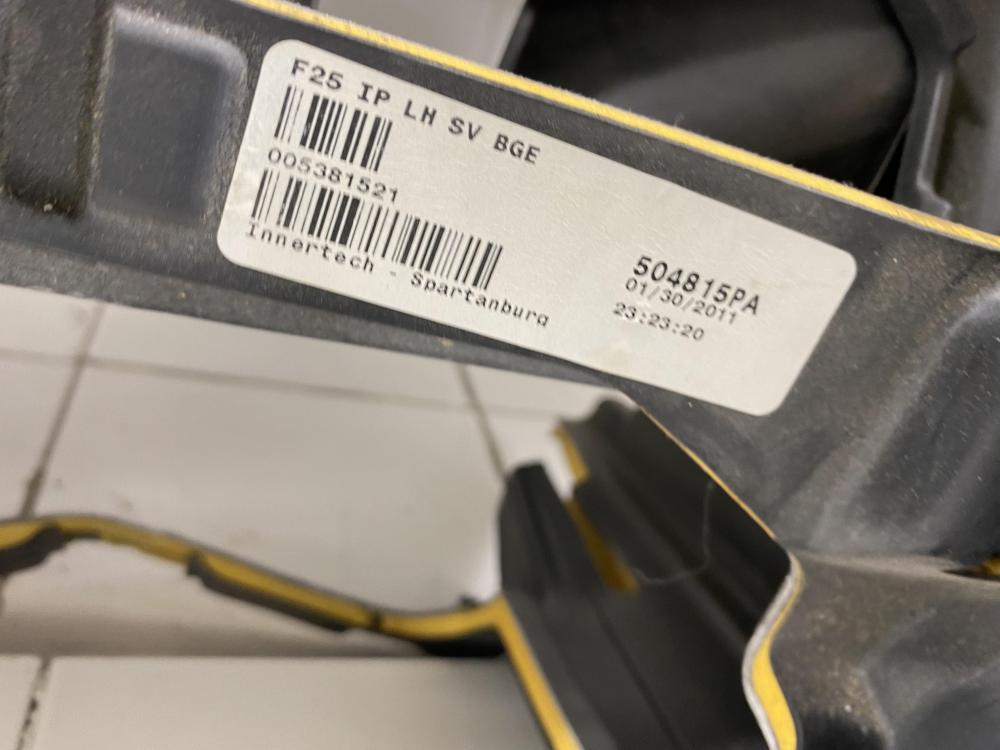 F25 IP LH SV BGE
005381521
Innertech - Spartanburg
504815PA
01/30/2011
23:23:20